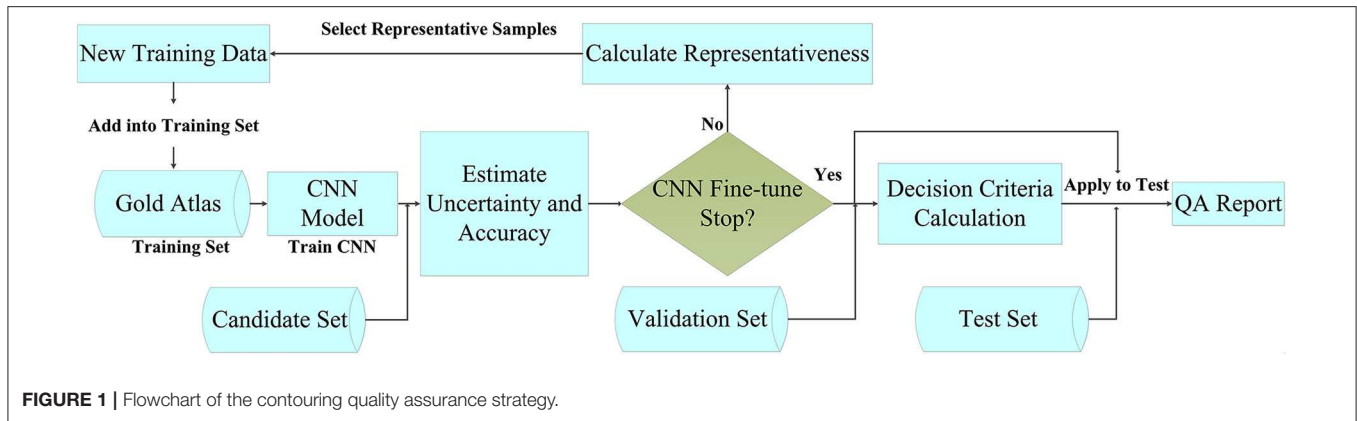 Select Representative Samples
New Training Data
Calculate Representativeness
Add into Training Set
No
Gold Atlas
Training Set
CNN
Model
Train CNN
Estimate
Uncertainty and
Accuracy
CNN Fine-tune
Stop?
Yes
Decision Criteria
Calculation
Apply to Test
QA Report
Candidate Set
Validation Set
Test Set
FIGURE 1 | Flowchart of the contouring quality assurance strategy.